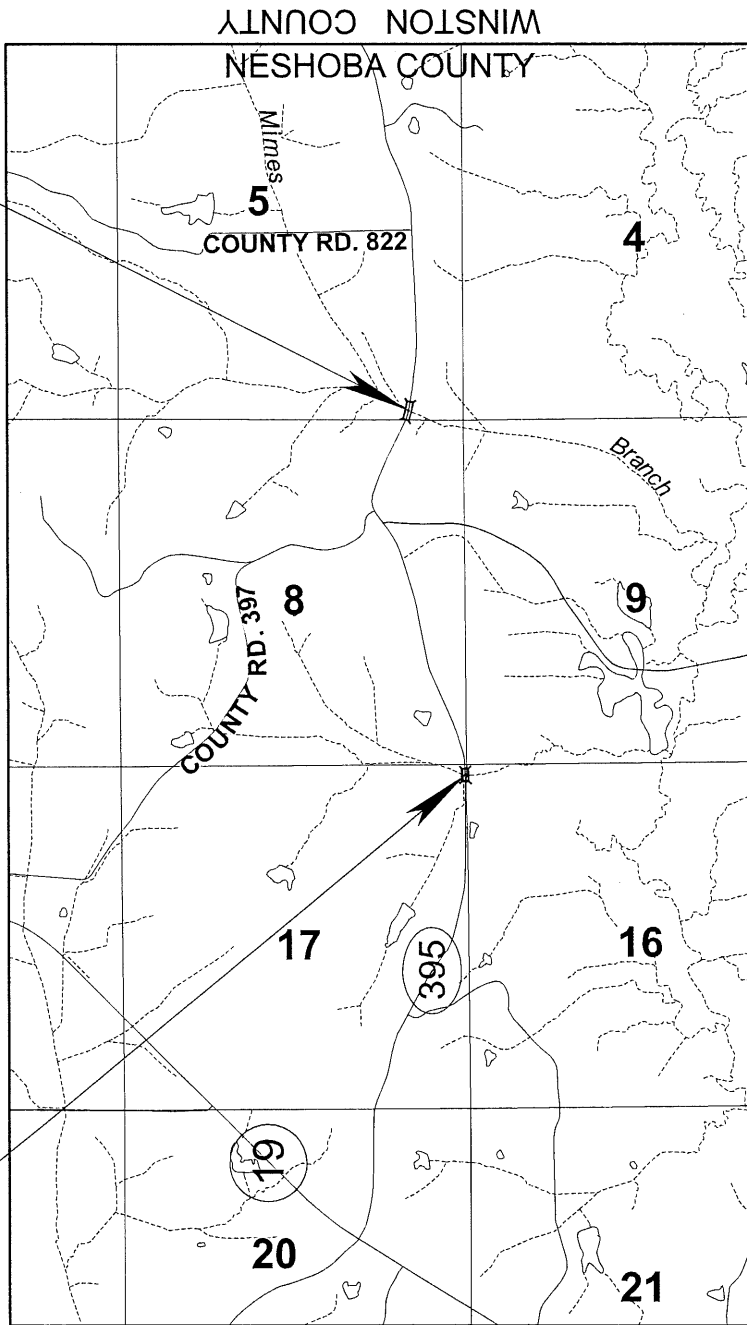 WINSTON COUNTY
NESHOBA COUNTY
Mimes
5
COUNTY RD. 822
4
Branch
8
9
COUNTY RD. 397
17
16
395
19
20
21